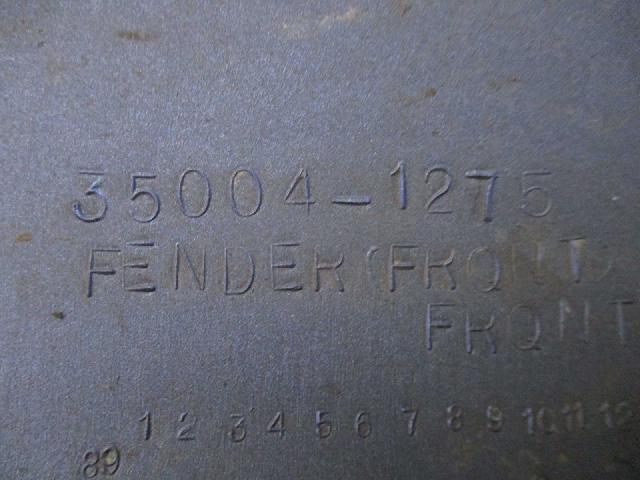 35004-1275
FENDER (FRONT)
FRONT
1 2 3 4 5 6 7 8 9 10 11 12
89